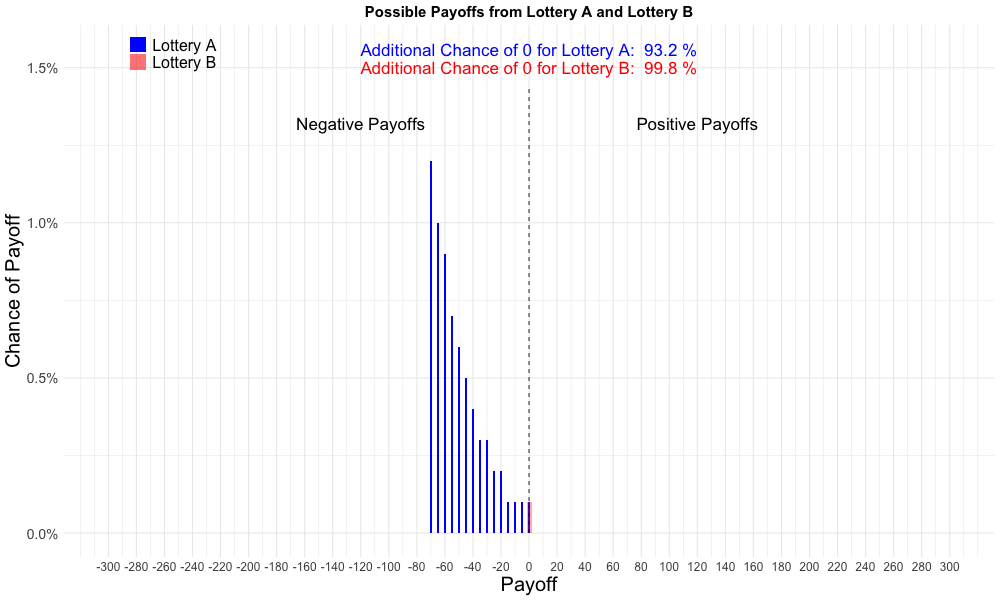 Possible Payoffs from Lottery A and Lottery B
Lottery A
Lottery B
Additional Chance of 0 for Lottery A:  93.2 %
Additional Chance of 0 for Lottery B:  99.8 %
Negative Payoffs
Positive Payoffs
Chance of Payoff
1.5%
1.0%
0.5%
0.0%
-300 -280 -260 -240 -220 -200 -180 -160 -140 -120 -100 -80 -60 -40 -20 0 20 40 60 80 100 120 140 160 180 200 220 240 260 280 300
Payoff